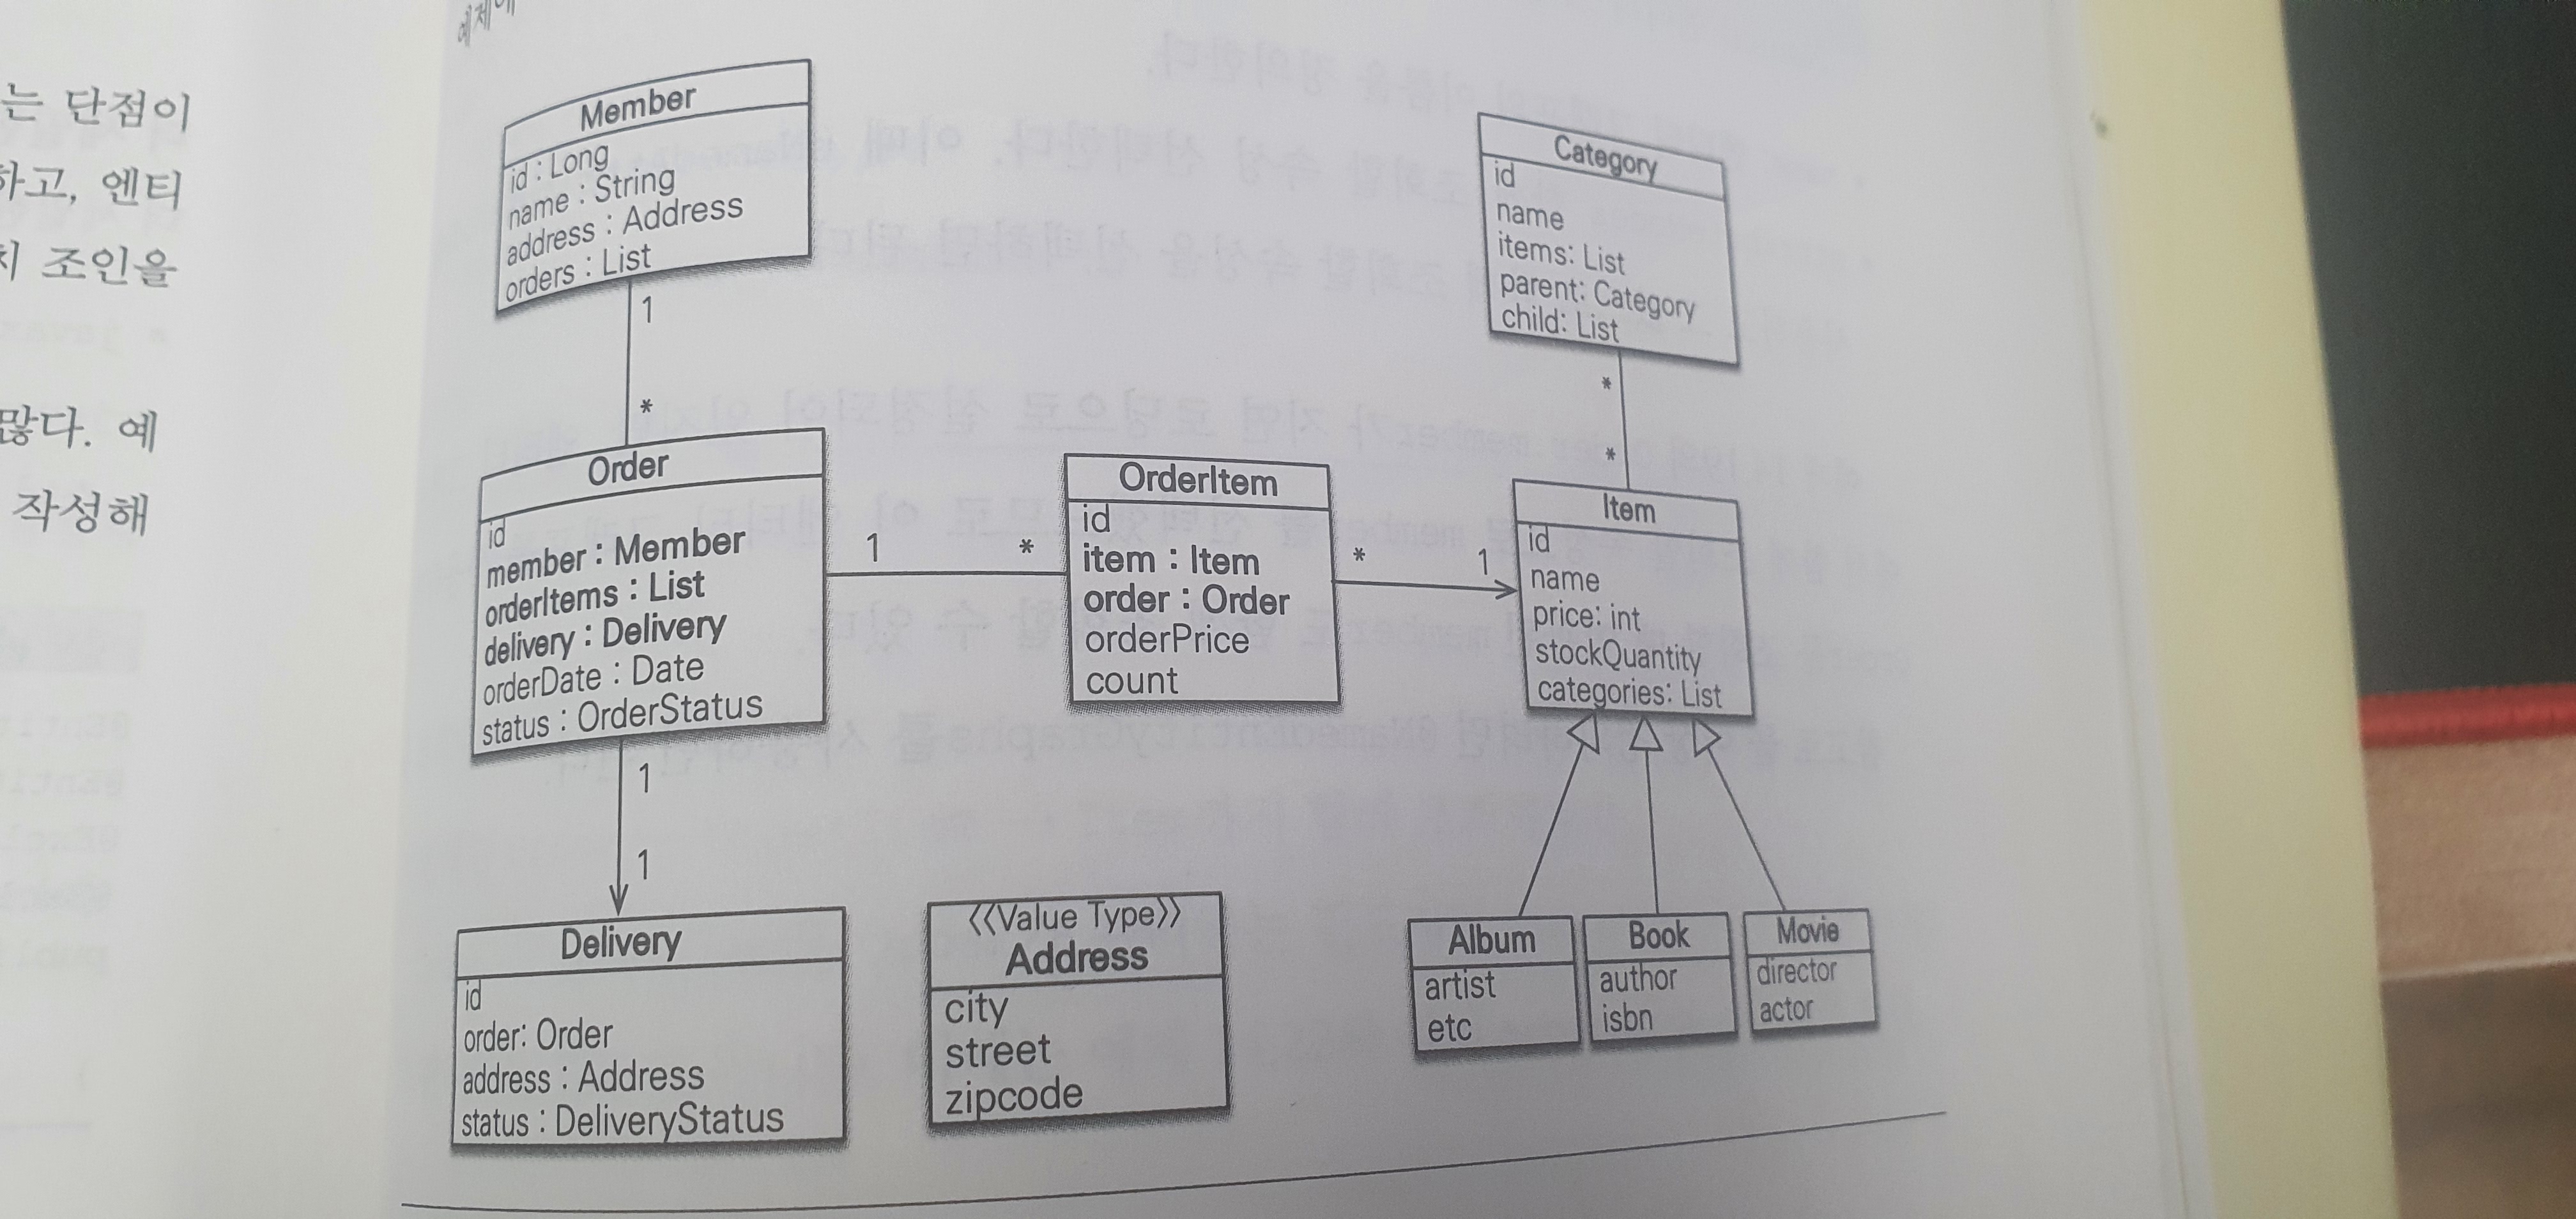 는 단점이
하고, 엔티
치 조인을
많다. 예
작성해
예제에
Member
id : Long
name : String
address : Address
orders : List
1
*
Order
id
member : Member
orderItems : List
delivery : Delivery
orderDate : Date
status : OrderStatus
1
*
OrderItem
id
item : Item
order : Order
orderPrice
count
*
1
Category
id
name
items: List
parent: Category
child: List
*
*
Item
id
name
price: int
stockQuantity
categories: List
1
1
Delivery
id
order: Order
address : Address
status : DeliveryStatus
《Value Type》
Address
city
street
zipcode
Album
artist
etc
Book
author
isbn
Movie
director
actor